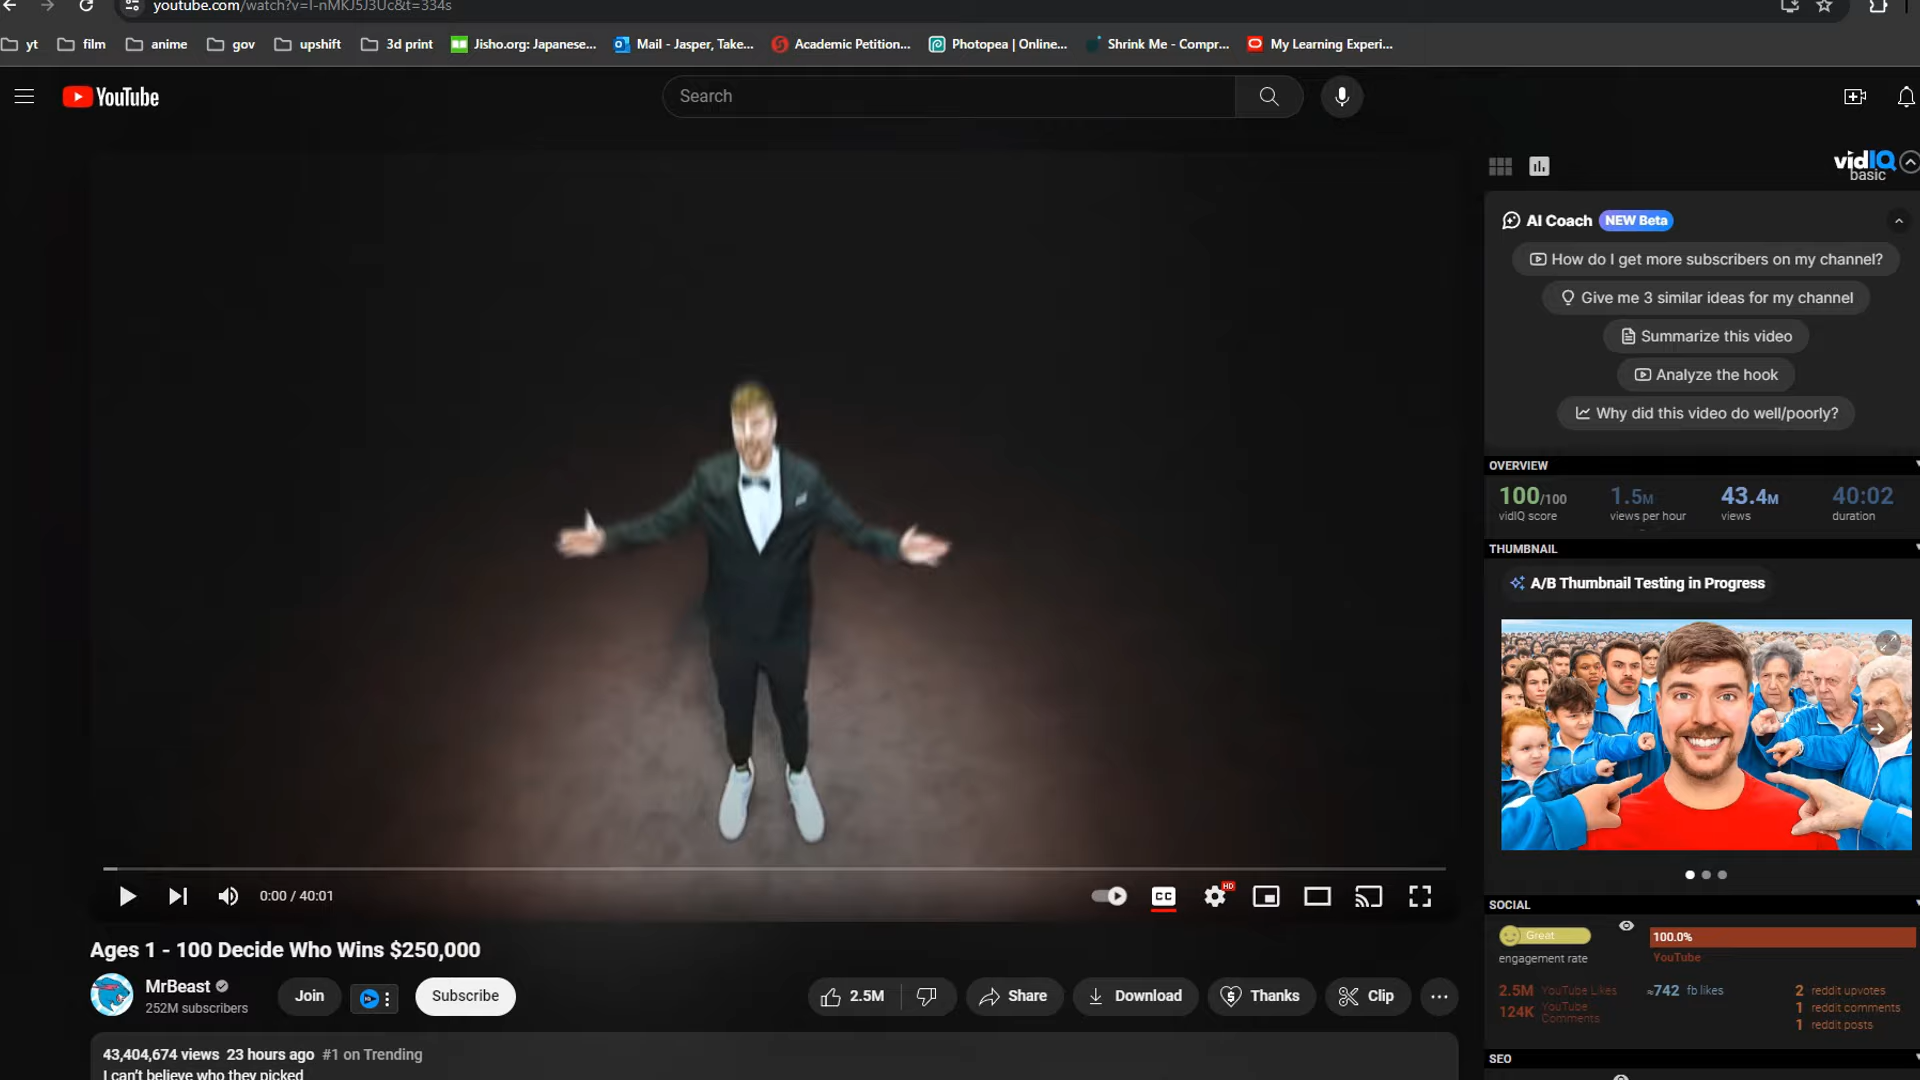 youtube.com/watch?v=I-nMKJ5J3Uc&t=334s
yt film anime gov upshift 3d print Jisho.org: Japanese... Mail - Jasper, Take... Academic Petition... Photopea | Online... Shrink Me - Compr... My Learning Experi...
YouTube
Search
vidIQ
basic
AI Coach NEW Beta
How do I get more subscribers on my channel?
Give me 3 similar ideas for my channel
Summarize this video
Analyze the hook
Why did this video do well/poorly?
OVERVIEW
100/100 1.5M 43.4M 40:02
vidIQ score views per hour views duration
THUMBNAIL
A/B Thumbnail Testing in Progress
0:00 / 40:01
CC
HD
SOCIAL
Great 100.0%
engagement rate YouTube
2.5M YouTube Likes ≈742 fb likes 2 reddit upvotes
124K YouTube Comments 1 reddit comments
1 reddit posts
SEO
Ages 1 - 100 Decide Who Wins $250,000
MrBeast
252M subscribers
Join Subscribe 2.5M Share Download Thanks Clip
43,404,674 views 23 hours ago #1 on Trending
I can't believe who they picked